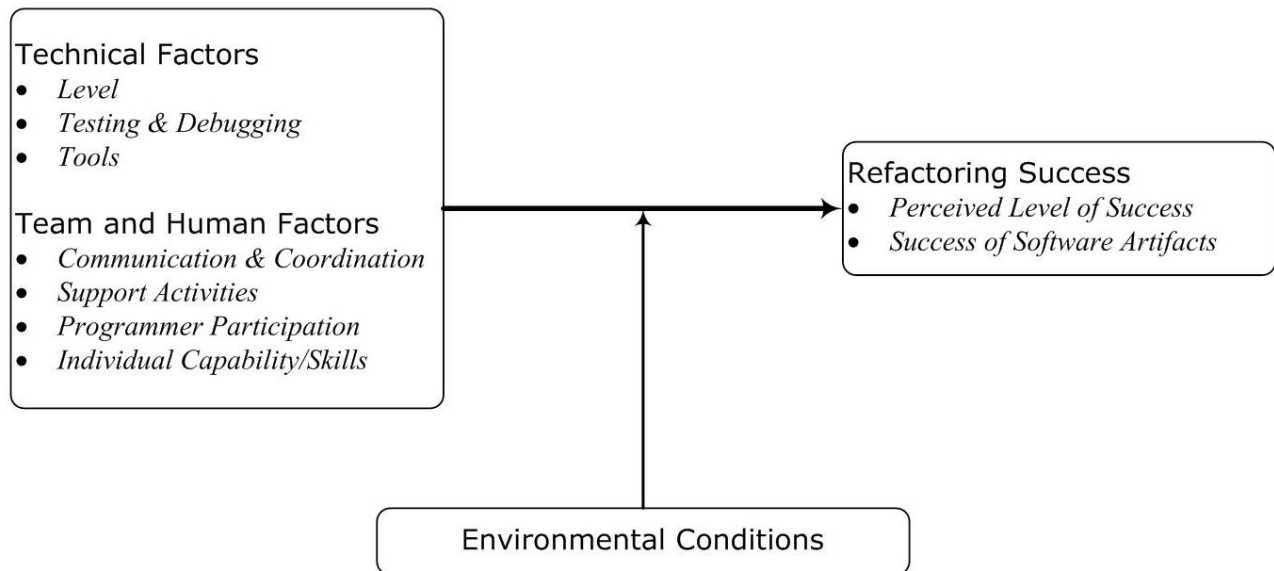 Technical Factors
• Level
• Testing & Debugging
• Tools
Team and Human Factors
• Communication & Coordination
• Support Activities
• Programmer Participation
• Individual Capability/Skills
Refactoring Success
• Perceived Level of Success
• Success of Software Artifacts
Environmental Conditions